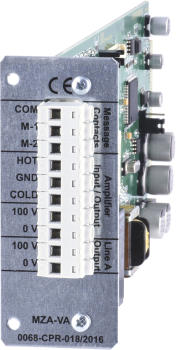 CE
COM
M-1
M-2
HOT
GND
COLD
100 V
0 V
100 V
0 V
Message
Contacts
Amplifier
Input / Output
Line A
Output
MZA-VA
0068-CPR-018/2016